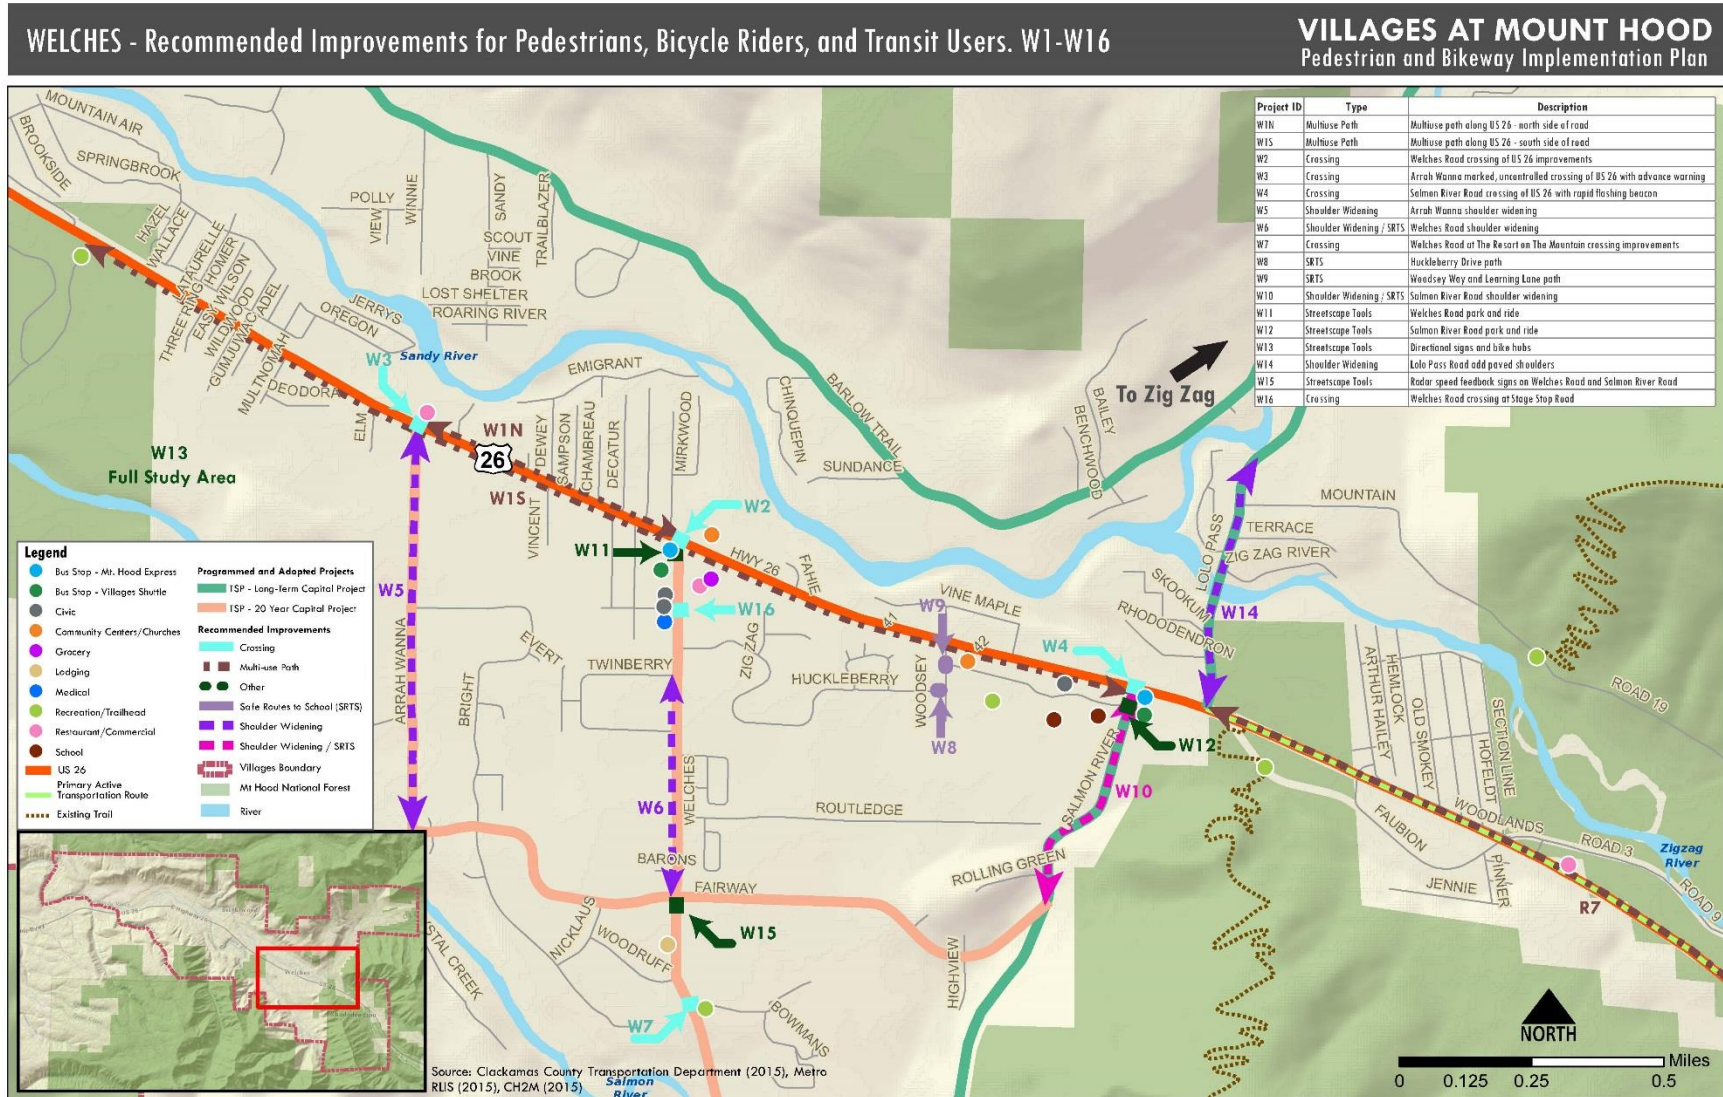 WELCHES - Recommended Improvements for Pedestrians, Bicycle Riders, and Transit Users. W1-W16
VILLAGES AT MOUNT HOOD
Pedestrian and Bikeway Implementation Plan
Project ID Type Description
W1N Multiuse Path Multiuse path along US 26 - north side of road
W1S Multiuse Path Multiuse path along US 26 - south side of road
W2 Crossing Welches Road crossing of US 26 improvements
W3 Crossing Arrah Wanna marked, uncontrolled crossing of US 26 with advance warning
W4 Crossing Salmon River Road crossing of US 26 with rapid flashing beacon
W5 Shoulder Widening Arrah Wanna shoulder widening
W6 Shoulder Widening / SRTS Welches Road shoulder widening
W7 Crossing Welches Road at The Resort on The Mountain crossing improvements
W8 SRTS Huckleberry Drive path
W9 SRTS Woodsey Way and Learning Lane path
W10 Shoulder Widening / SRTS Salmon River Road shoulder widening
W11 Streetscape Tools Welches Road park and ride
W12 Streetscape Tools Salmon River Road park and ride
W13 Streetscape Tools Directional signs and bike hubs
W14 Shoulder Widening Lolo Pass Road add paved shoulders
W15 Streetscape Tools Radar speed feedback signs on Welches Road and Salmon River Road
W16 Crossing Welches Road crossing at Stage Stop Road
MOUNTAIN AIR
BROOKSIDE
SPRINGBROOK
HAZEL
WALLACE
LATAURELLE
THREE RING
HOMER
EASY WILSON
WILDWOOD
GUMJUWAC
ADEL
MULTNOMAH
DEODORA
OREGON
JERRYS
POLLY
VIEW
WINNIE
SANDY
SCOUT
VINE
BROOK
TRAILBLAZER
LOST SHELTER
ROARING RIVER
Sandy River
W3
ELM
EMIGRANT
W1N
26
W1S
DEWEY
SAMPSON
CHAMBREAU
DECATUR
VINCENT
MIRKWOOD
CHINQUEPIN
SUNDANCE
BARLOW TRAIL
BAILEY
BENCHWOOD
To Zig Zag
W13
Full Study Area
W2
W11
HWY 26
FAHIE
W16
ZIG ZAG
W5
ARRAH WANNA
EVERT
BRIGHT
TWINBERRY
HUCKLEBERRY
41
42
W9
WOODSEY
W8
VINE MAPLE
W4
SKOOKUM
RHODODENDRON
LOLO PASS
W14
MOUNTAIN
TERRACE
ZIG ZAG RIVER
W12
SALMON RIVER
W10
W6
WELCHES
ROUTLEDGE
BARONS
FAIRWAY
ROLLING GREEN
HIGHVIEW
NICKLAUS
WOODRUFF
W15
W7
BOWMANS
STAL CREEK
Salmon
River
ARTHUR HAILEY
HEMLOCK
OLD SMOKEY
SECTION LINE
HOFELDT
WOODLANDS
FAUBION
JENNIE
PINNER
ROAD 19
ROAD 3
ROAD 9
Zigzag
River
R7
Legend
Bus Stop - Mt. Hood Express
Bus Stop - Villages Shuttle
Civic
Community Centers/Churches
Grocery
Lodging
Medical
Recreation/Trailhead
Restaurant/Commercial
School
US 26
Primary Active
Transportation Route
Existing Trail
Programmed and Adopted Projects
TSP - Long-Term Capital Project
TSP - 20 Year Capital Project
Recommended Improvements
Crossing
Multi-use Path
Other
Safe Routes to School (SRTS)
Shoulder Widening
Shoulder Widening / SRTS
Villages Boundary
Mt Hood National Forest
River
Welches
Source: Clackamas County Transportation Department (2015), Metro
RLIS (2015), CH2M (2015)
NORTH
Miles
0 0.125 0.25 0.5